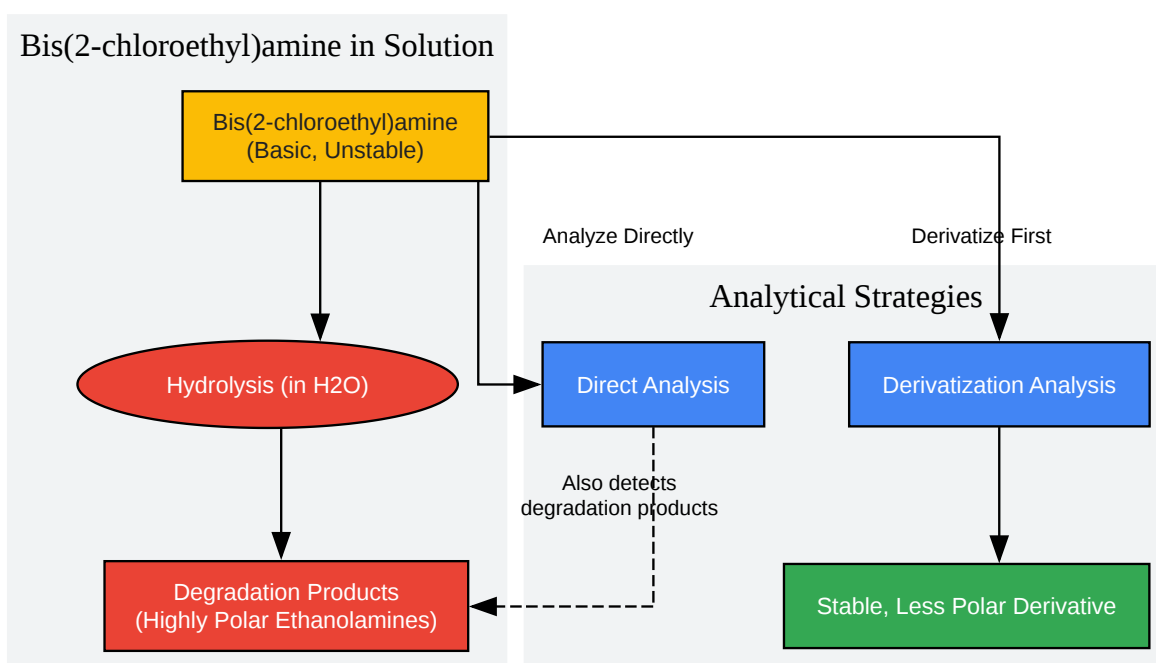 Bis(2-chloroethyl)amine in Solution
Bis(2-chloroethyl)amine
(Basic, Unstable)
Analyze Directly
Derivatize First
Analytical Strategies
Hydrolysis (in H2O)
Direct Analysis
Derivatization Analysis
Also detects
degradation products
Degradation Products
(Highly Polar Ethanolamines)
Stable, Less Polar Derivative